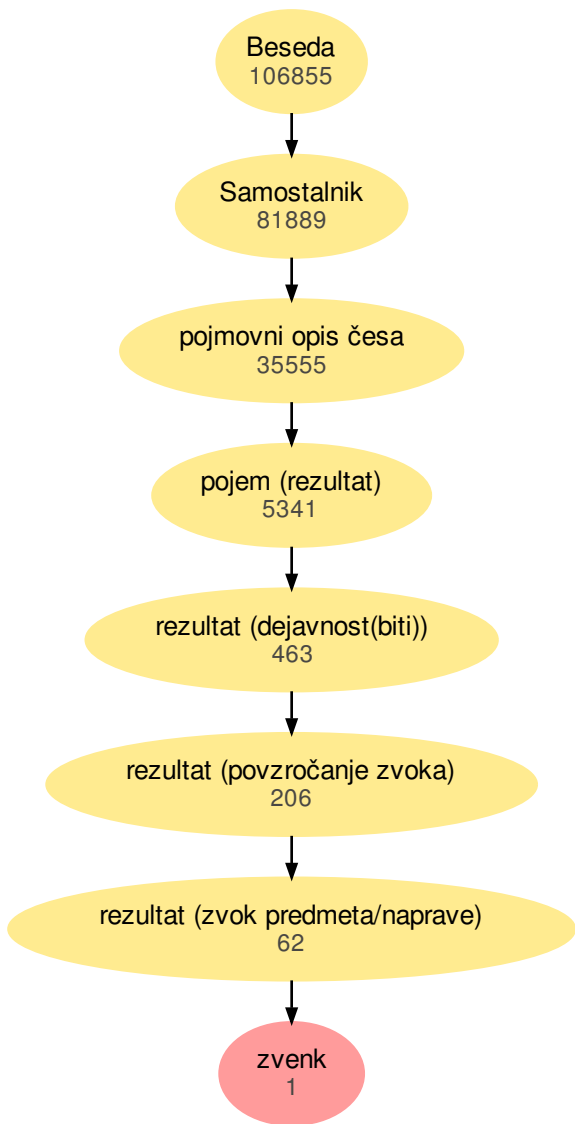 Beseda
106855
Samostalnik
81889
pojmovni opis česa
35555
pojem (rezultat)
5341
rezultat (dejavnost(biti))
463
rezultat (povzročanje zvoka)
206
rezultat (zvok predmeta/naprave)
62
zvenk
1